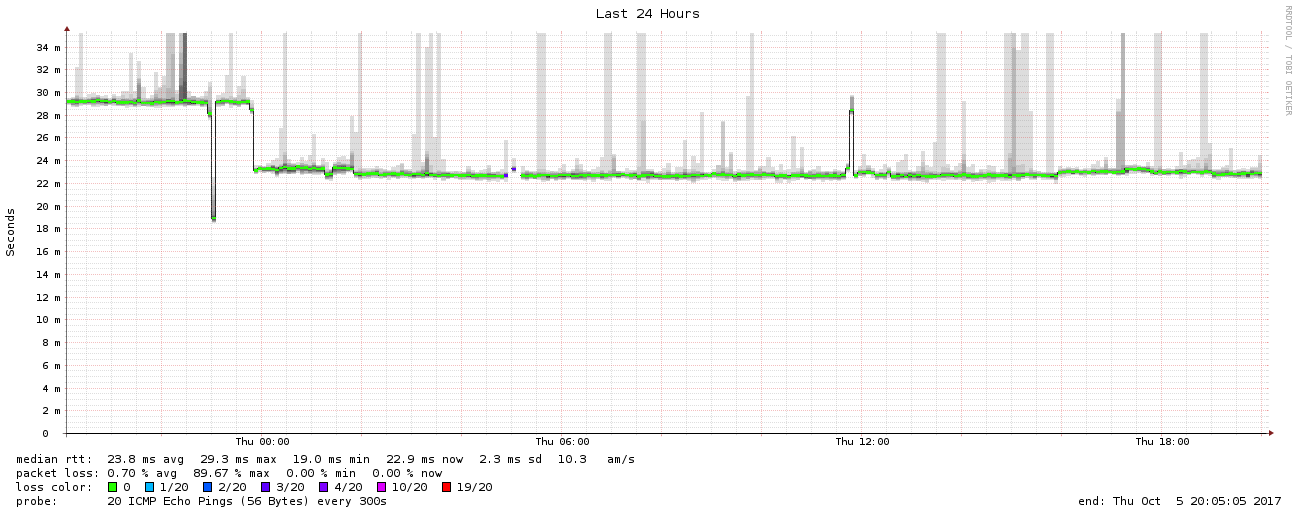 Last 24 Hours
RRDTOOL / TOBI OETIKER
Seconds
34 m
32 m
30 m
28 m
26 m
24 m
22 m
20 m
18 m
16 m
14 m
12 m
10 m
8 m
6 m
4 m
2 m
0
Thu 00:00 Thu 06:00 Thu 12:00 Thu 18:00
median rtt: 23.8 ms avg 29.3 ms max 19.0 ms min 22.9 ms now 2.3 ms sd 10.3 am/s
packet loss: 0.70 % avg 89.67 % max 0.00 % min 0.00 % now
loss color: 0 1/20 2/20 3/20 4/20 10/20 19/20
probe: 20 ICMP Echo Pings (56 Bytes) every 300s end: Thu Oct 5 20:05:05 2017